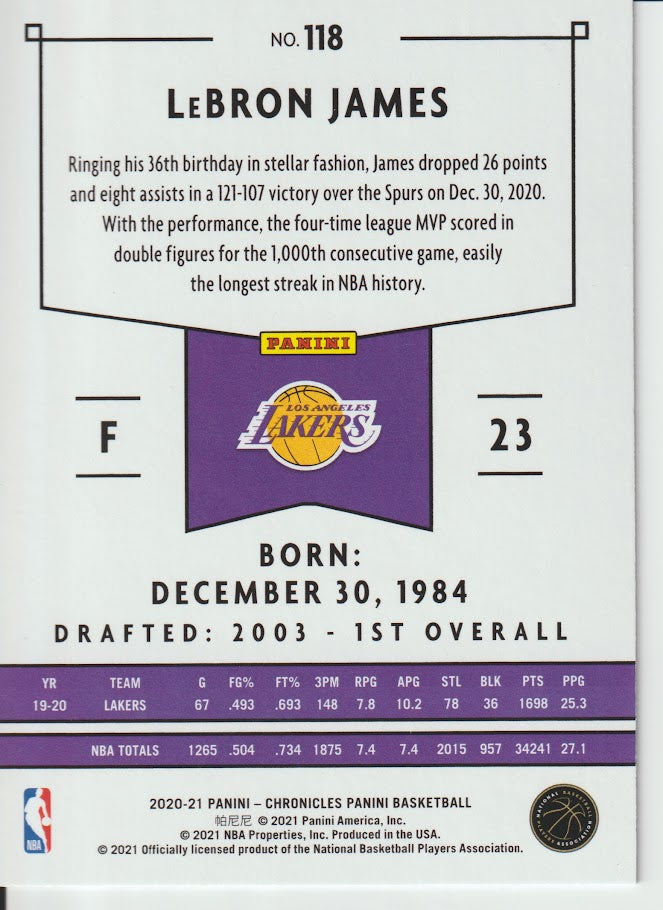 NO. 118
LeBRON JAMES
Ringing his 36th birthday in stellar fashion, James dropped 26 points
and eight assists in a 121-107 victory over the Spurs on Dec. 30, 2020.
With the performance, the four-time league MVP scored in
double figures for the 1,000th consecutive game, easily
the longest streak in NBA history.
PANINI
LOS ANGELES
LAKERS
F
23
BORN:
DECEMBER 30, 1984
DRAFTED: 2003 - 1ST OVERALL
YR TEAM G FG% FT% 3PM RPG APG STL BLK PTS PPG
19-20 LAKERS 67 .493 .693 148 7.8 10.2 78 36 1698 25.3
NBA TOTALS 1265 .504 .734 1875 7.4 7.4 2015 957 34241 27.1
2020-21 PANINI – CHRONICLES PANINI BASKETBALL
帕尼尼 © 2021 Panini America, Inc.
© 2021 NBA Properties, Inc. Produced in the USA.
© 2021 Officially licensed product of the National Basketball Players Association.
NBA
NATIONAL BASKETBALL
PLAYERS ASSOCIATION